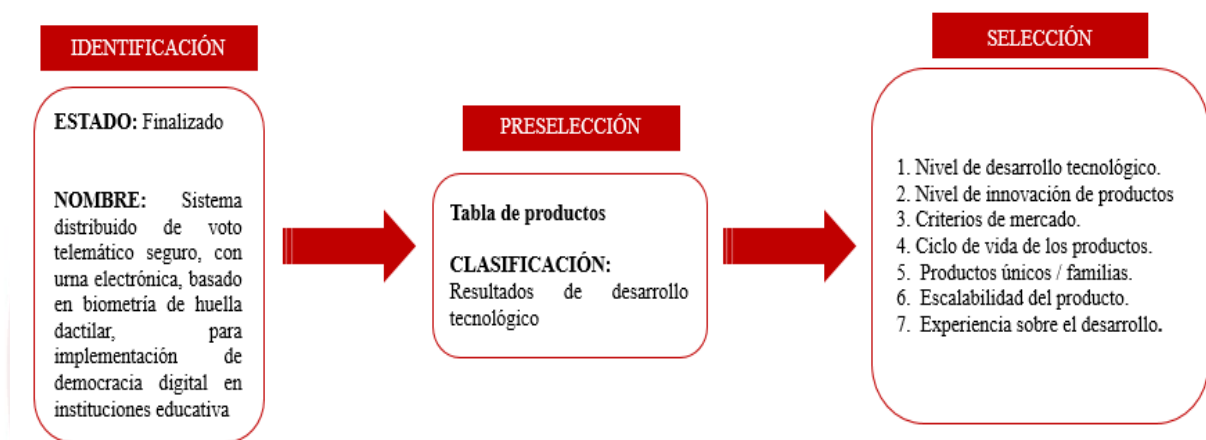 IDENTIFICACIÓN
ESTADO: Finalizado
NOMBRE: Sistema
distribuido de voto
telemático seguro, con
urna electrónica, basado
en biometría de huella
dactilar, para
implementación de
democracia digital en
instituciones educativa
PRESELECCIÓN
Tabla de productos
CLASIFICACIÓN:
Resultados de desarrollo
tecnológico
SELECCIÓN
1. Nivel de desarrollo tecnológico.
2. Nivel de innovación de productos
3. Criterios de mercado.
4. Ciclo de vida de los productos.
5. Productos únicos / familias.
6. Escalabilidad del producto.
7. Experiencia sobre el desarrollo.